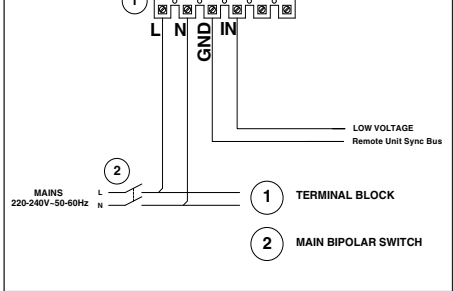 1
L N GND IN
LOW VOLTAGE
Remote Unit Sync Bus
2
MAINS
220-240V~50-60Hz
L
N
1 TERMINAL BLOCK
2 MAIN BIPOLAR SWITCH